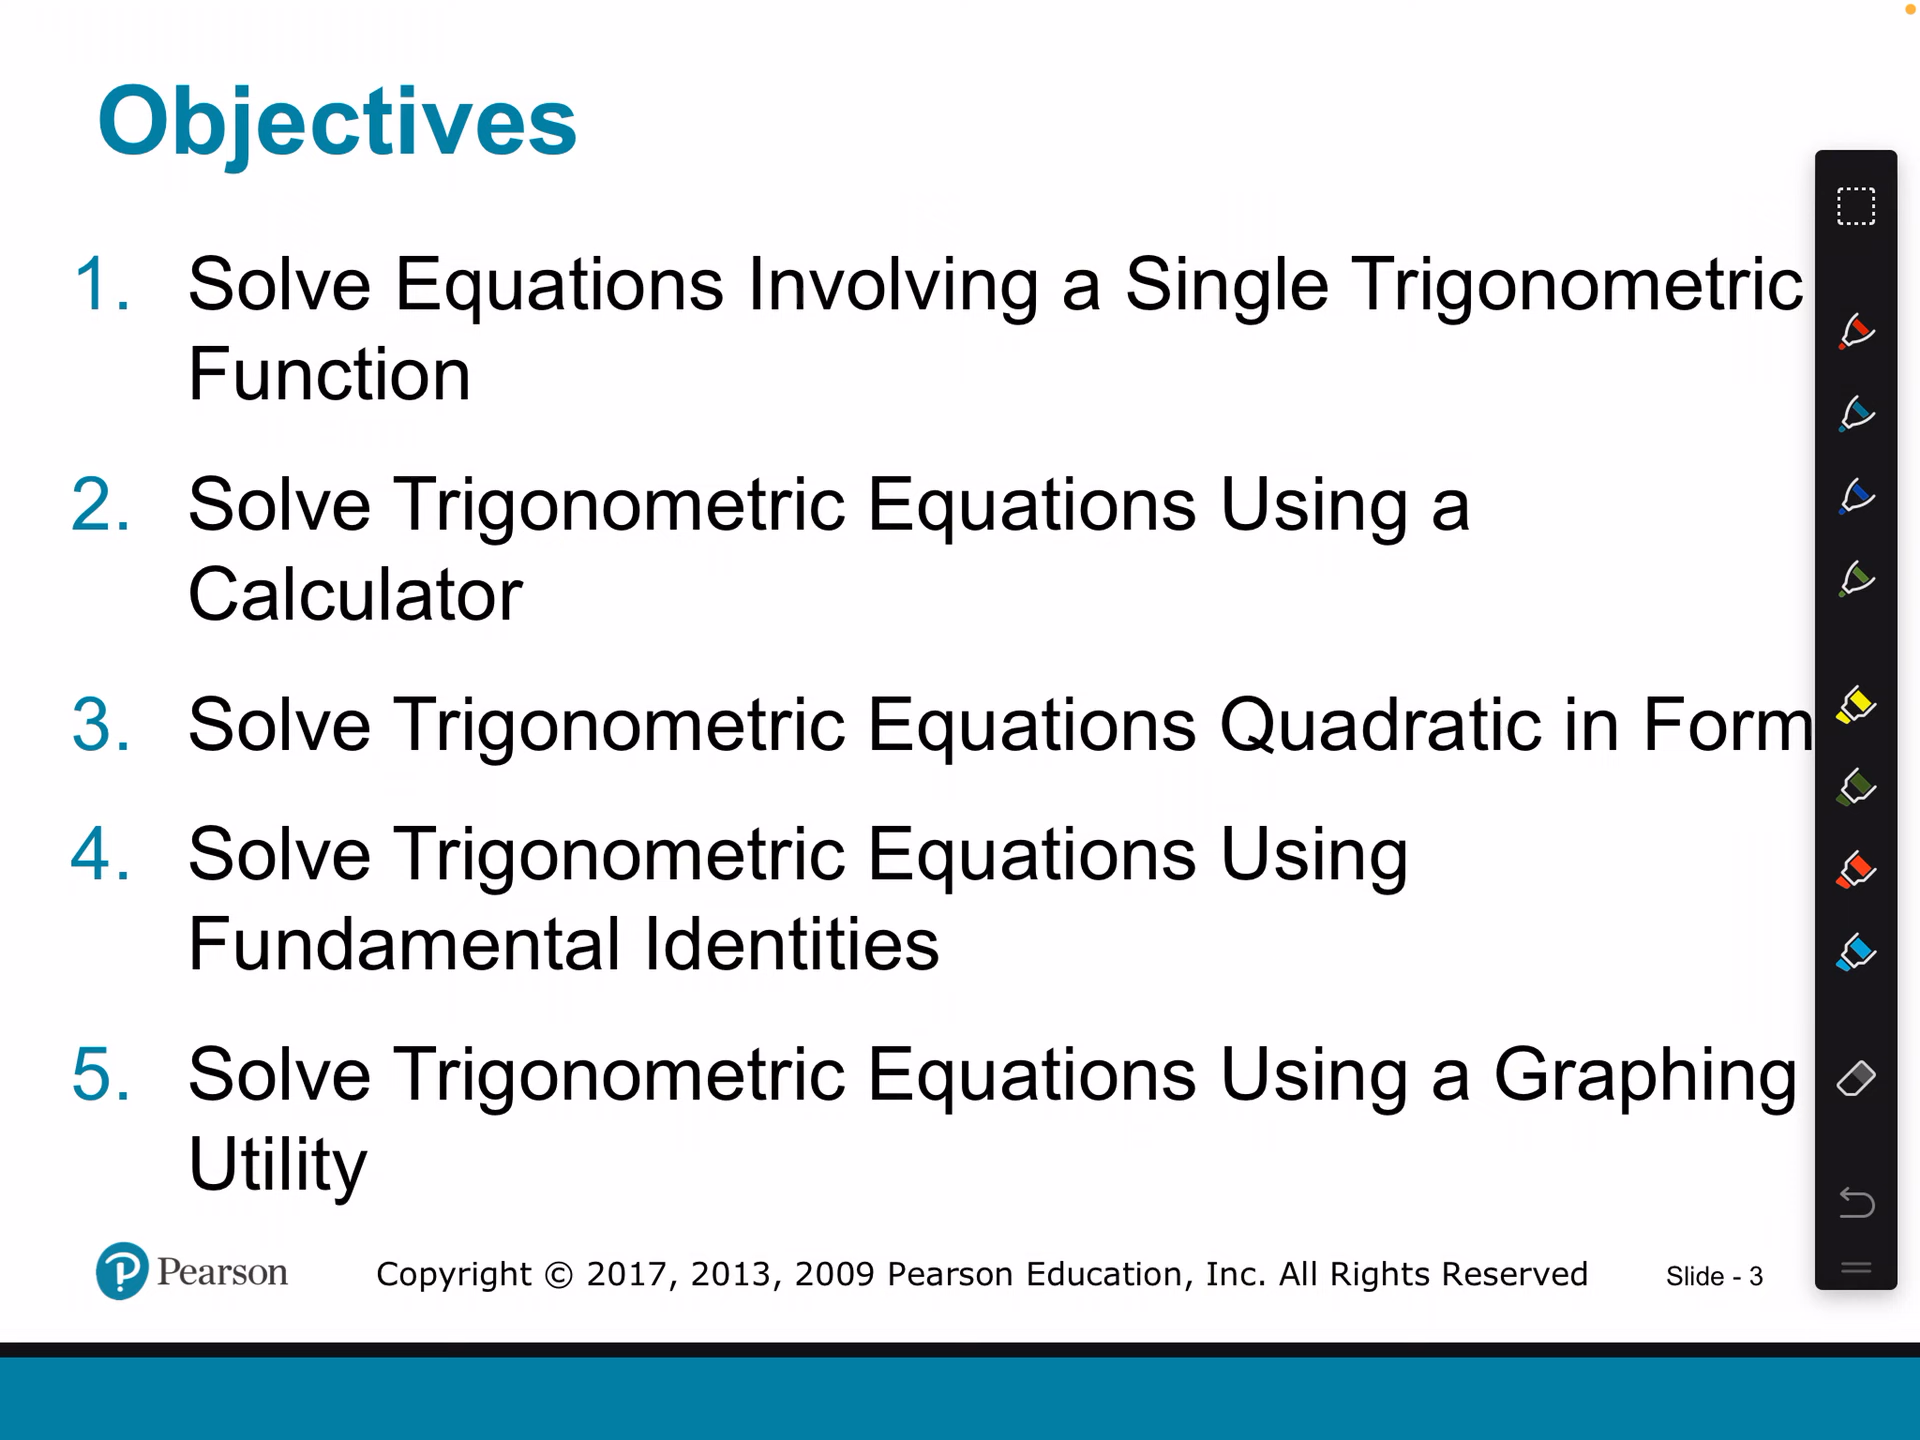 Objectives
1. Solve Equations Involving a Single Trigonometric
Function
2. Solve Trigonometric Equations Using a
Calculator
3. Solve Trigonometric Equations Quadratic in Form
4. Solve Trigonometric Equations Using
Fundamental Identities
5. Solve Trigonometric Equations Using a Graphing
Utility
Pearson Copyright © 2017, 2013, 2009 Pearson Education, Inc. All Rights Reserved Slide - 3